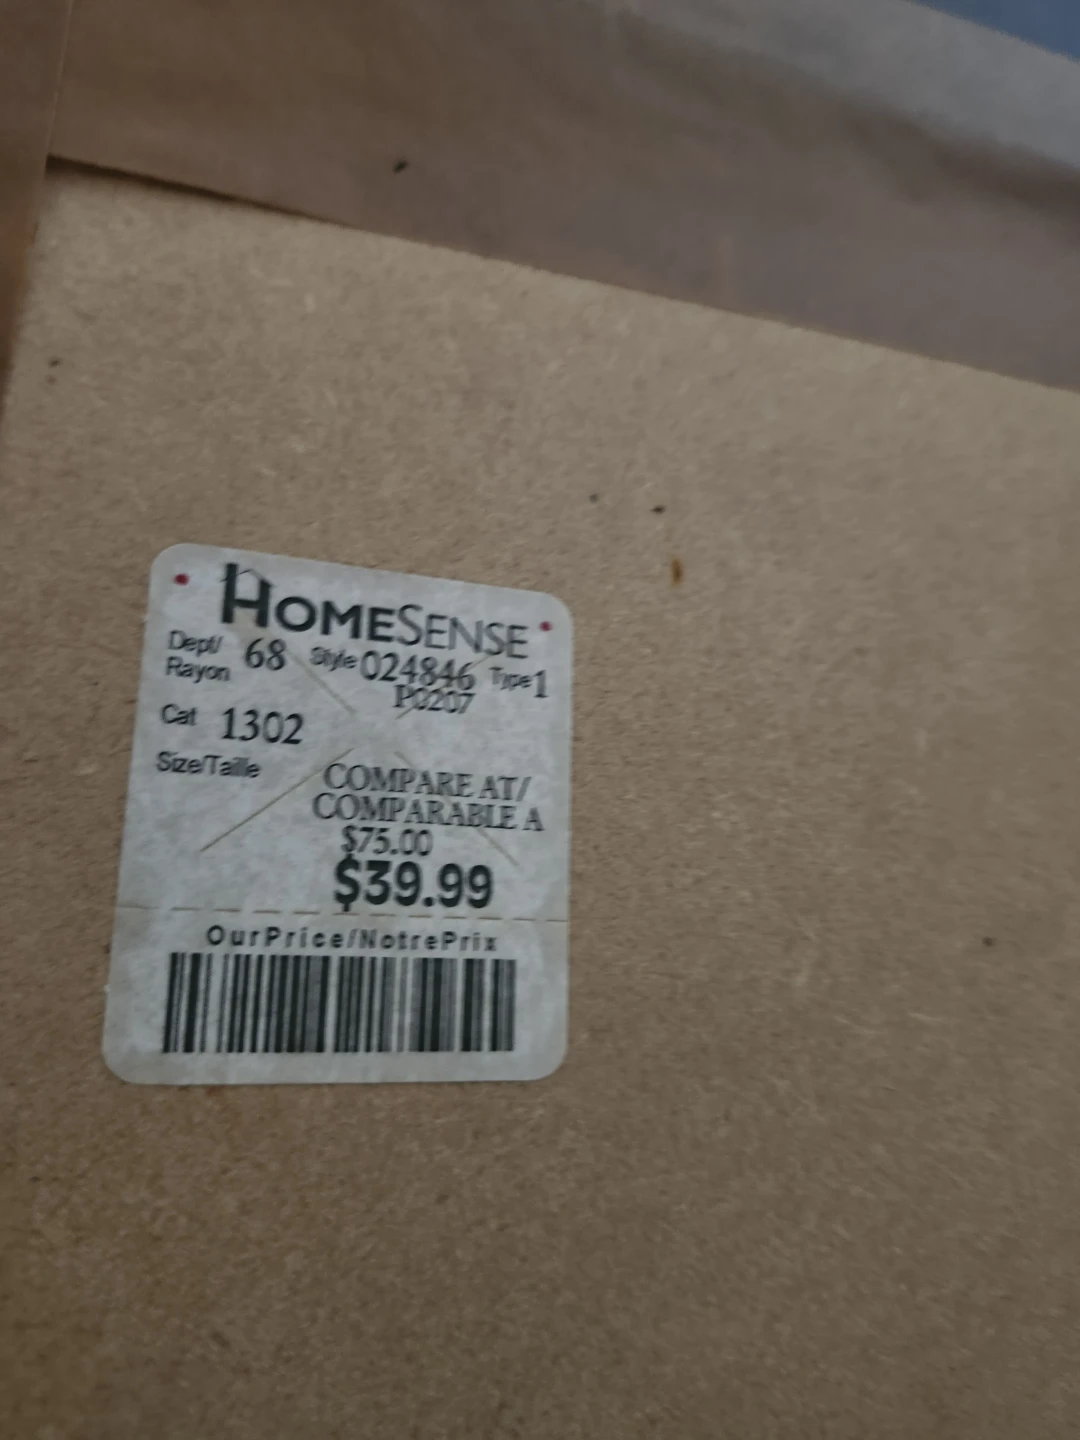 HOMESENSE
Dept/ Rayon 68 Style 024846 Type 1
P0207
Cat 1302
Size/Taille
COMPARE AT/
COMPARABLE A
$75.00
$39.99
OurPrice/NotrePrix